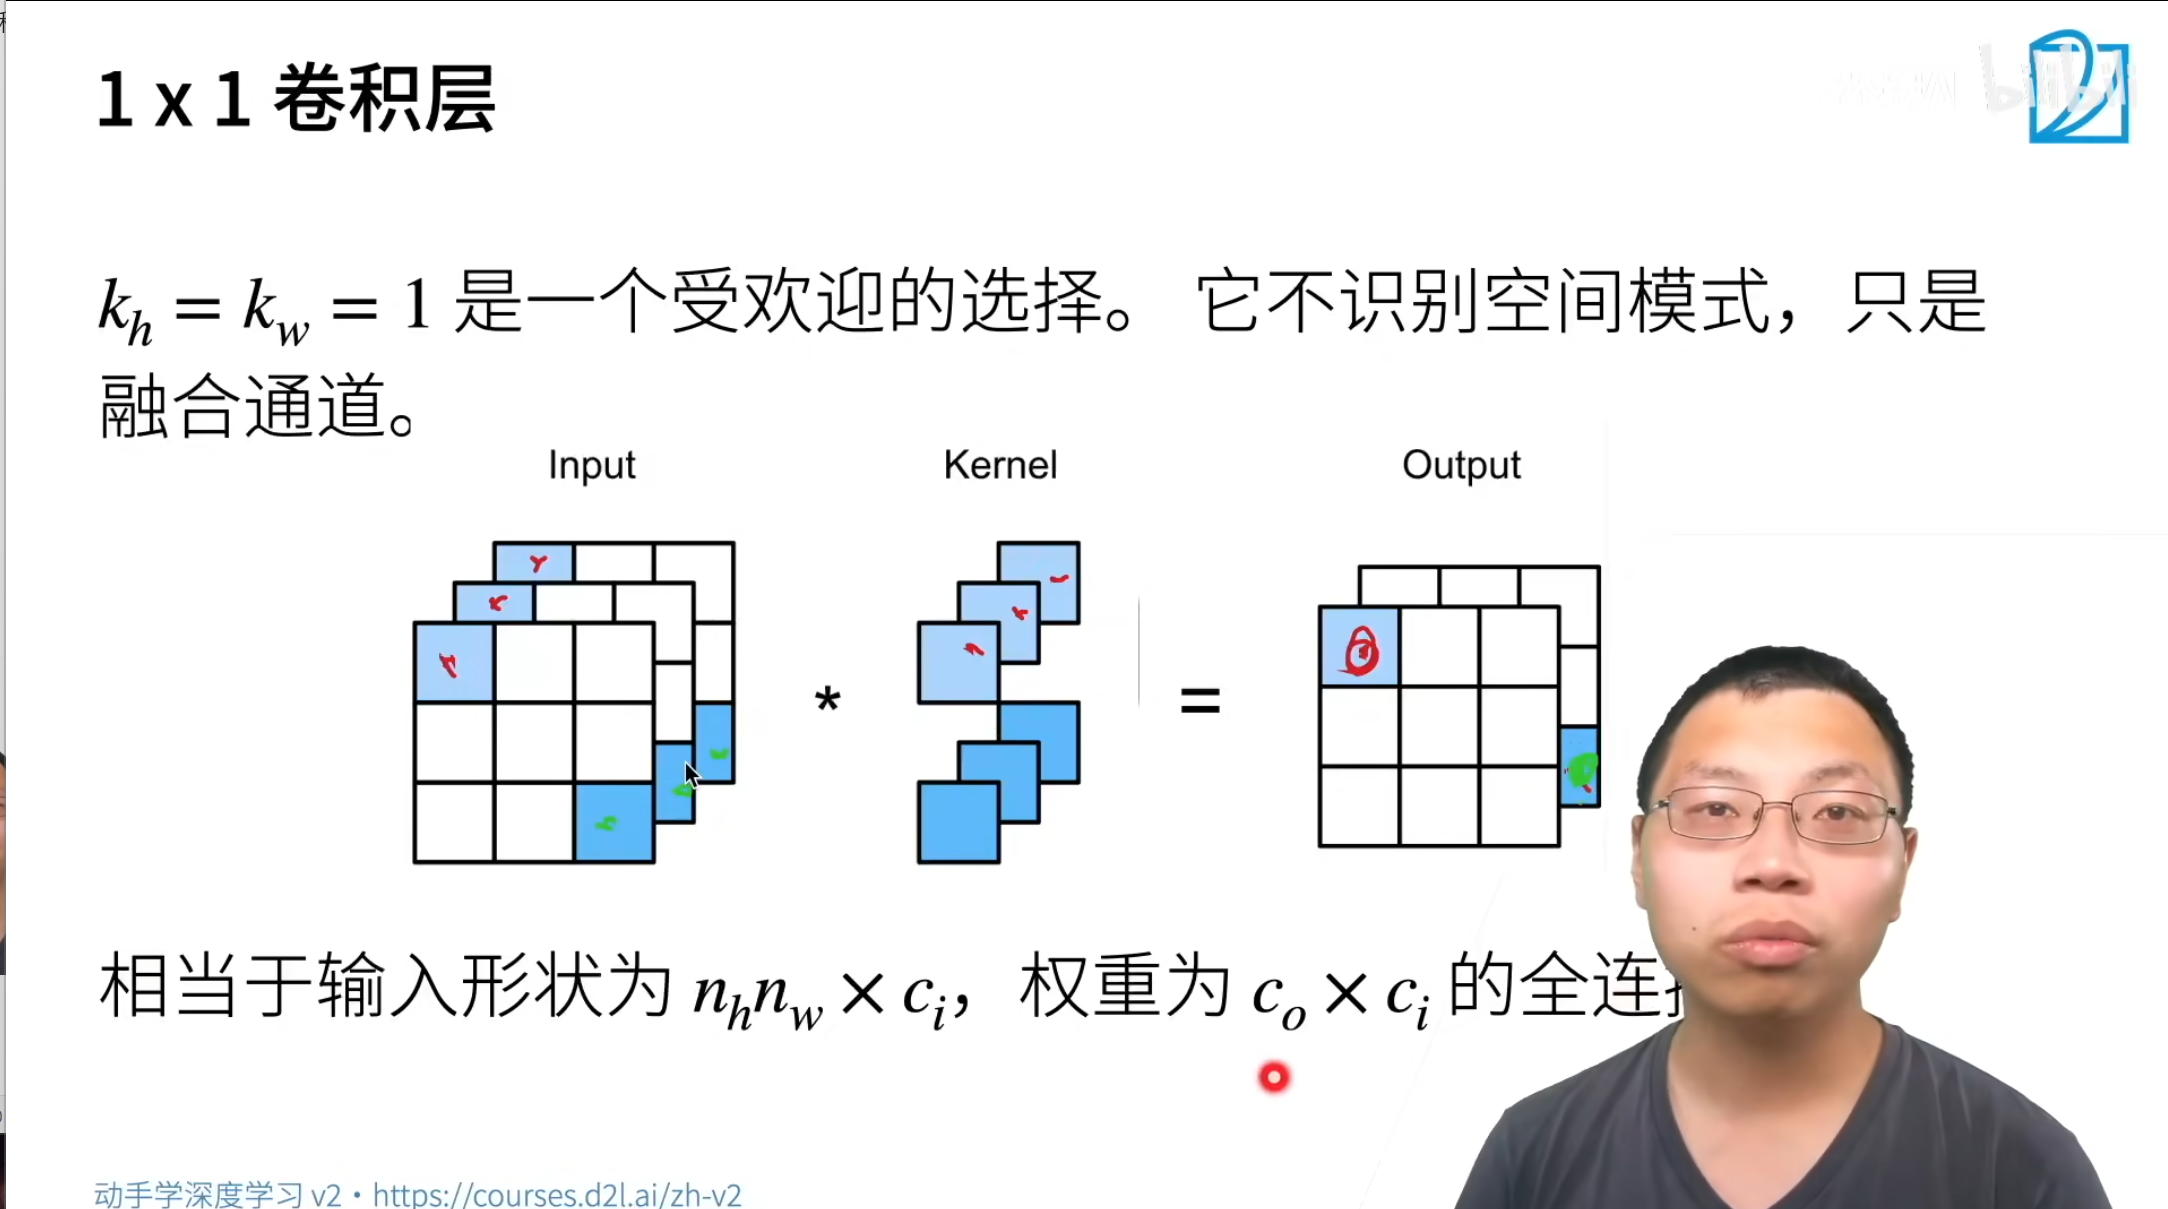 1 x 1 卷积层
bilibili
k_h = k_w = 1 是一个受欢迎的选择。 它不识别空间模式，只是
融合通道。
Input Kernel Output
* =
相当于输入形状为 n_h n_w × c_i，权重为 c_o × c_i 的全连
动手学深度学习 v2 • https://courses.d2l.ai/zh-v2